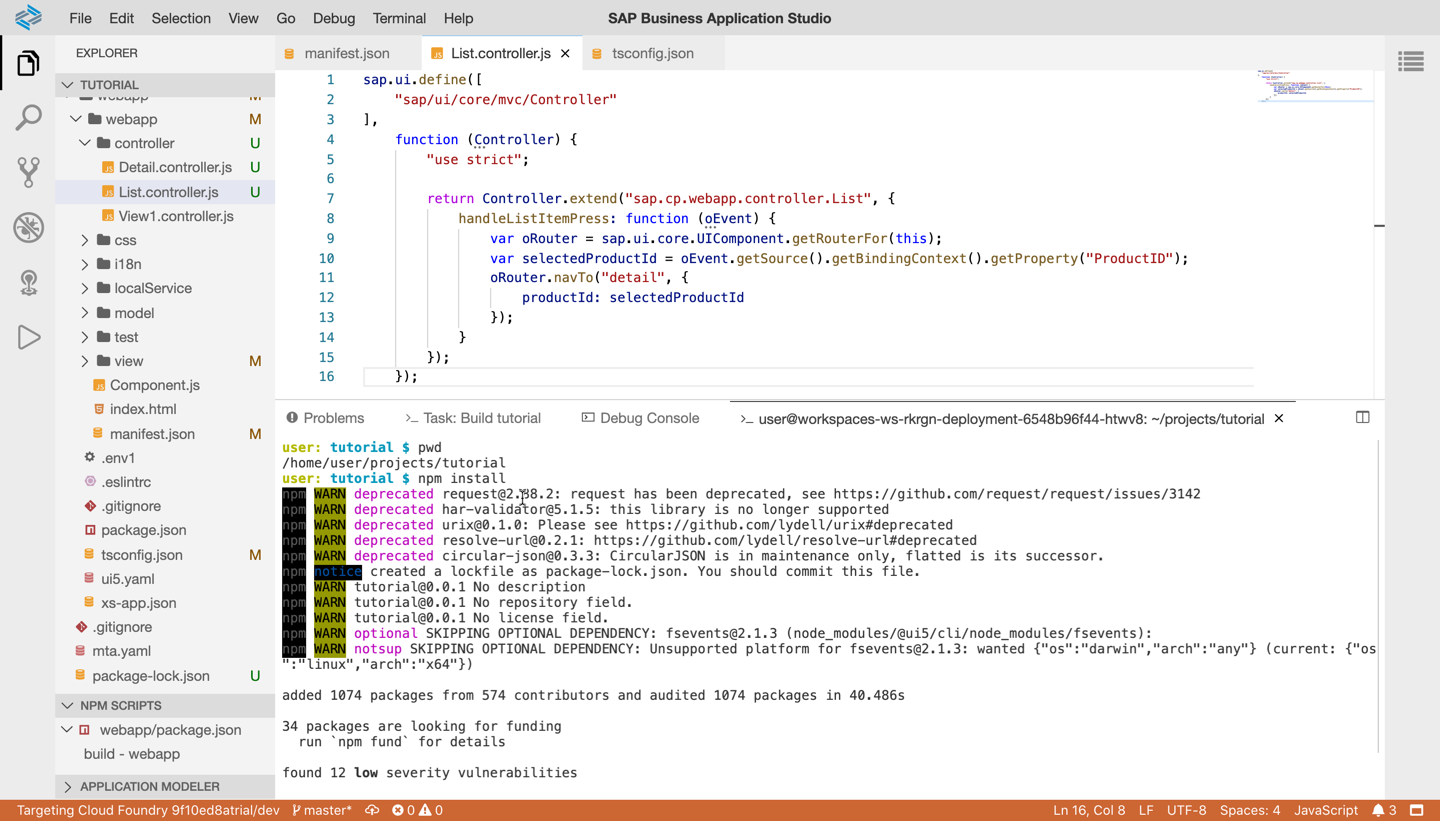 File Edit Selection View Go Debug Terminal Help
SAP Business Application Studio
EXPLORER
TUTORIAL
webapp M
webapp M
controller U
Detail.controller.js U
List.controller.js U
View1.controller.js
css
i18n
localService
model
test
view M
Component.js
index.html
manifest.json M
.env1
.eslintrc
.gitignore
package.json
tsconfig.json M
ui5.yaml
xs-app.json
.gitignore
mta.yaml
package-lock.json U
NPM SCRIPTS
webapp/package.json
build - webapp
APPLICATION MODELER
manifest.json List.controller.js tsconfig.json
1 sap.ui.define([
2 "sap/ui/core/mvc/Controller"
3 ],
4 function (Controller) {
5 "use strict";
6
7 return Controller.extend("sap.cp.webapp.controller.List", {
8 handleListItemPress: function (oEvent) {
9 var oRouter = sap.ui.core.UIComponent.getRouterFor(this);
10 var selectedProductId = oEvent.getSource().getBindingContext().getProperty("ProductID");
11 oRouter.navTo("detail", {
12 productId: selectedProductId
13 });
14 }
15 });
16 });
Problems >_ Task: Build tutorial Debug Console >_ user@workspaces-ws-rkrgn-deployment-6548b96f44-htwv8: ~/projects/tutorial
user: tutorial $ pwd
/home/user/projects/tutorial
user: tutorial $ npm install
npm WARN deprecated request@2.88.2: request has been deprecated, see https://github.com/request/request/issues/3142
npm WARN deprecated har-validator@5.1.5: this library is no longer supported
npm WARN deprecated urix@0.1.0: Please see https://github.com/lydell/urix#deprecated
npm WARN deprecated resolve-url@0.2.1: https://github.com/lydell/resolve-url#deprecated
npm WARN deprecated circular-json@0.3.3: CircularJSON is in maintenance only, flatted is its successor.
npm notice created a lockfile as package-lock.json. You should commit this file.
npm WARN tutorial@0.0.1 No description
npm WARN tutorial@0.0.1 No repository field.
npm WARN tutorial@0.0.1 No license field.
npm WARN optional SKIPPING OPTIONAL DEPENDENCY: fsevents@2.1.3 (node_modules/@ui5/cli/node_modules/fsevents):
npm WARN notsup SKIPPING OPTIONAL DEPENDENCY: Unsupported platform for fsevents@2.1.3: wanted {"os":"darwin","arch":"any"} (current: {"os
":"linux","arch":"x64"})
added 1074 packages from 574 contributors and audited 1074 packages in 40.486s
34 packages are looking for funding
run `npm fund` for details
found 12 low severity vulnerabilities
Targeting Cloud Foundry 9f10ed8atrial/dev master* 0 0 Ln 16, Col 8 LF UTF-8 Spaces: 4 JavaScript 3